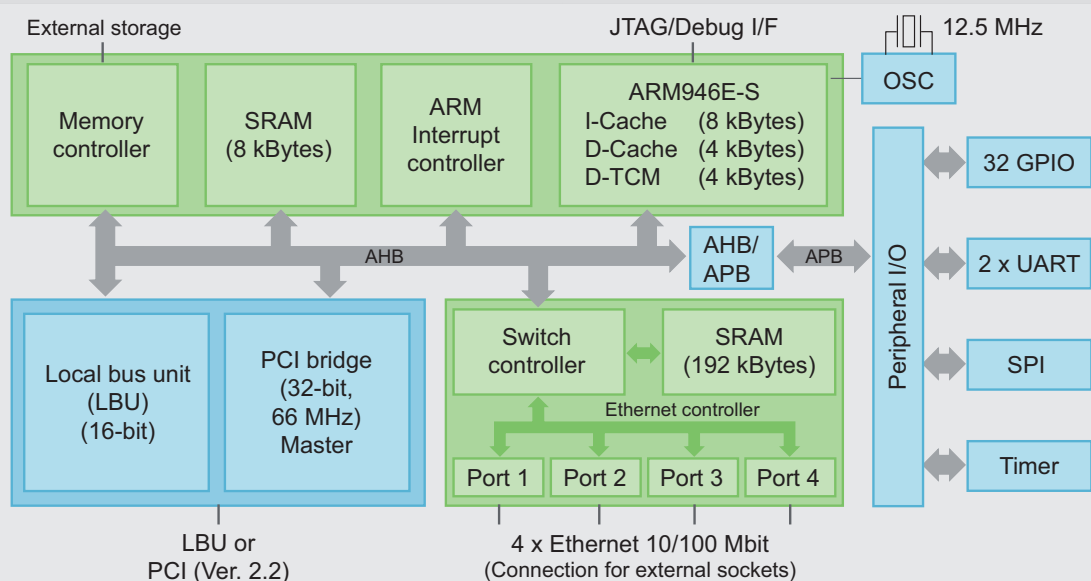 External storage
JTAG/Debug I/F
12.5 MHz
OSC
Memory
controller
SRAM
(8 kBytes)
ARM
Interrupt
controller
ARM946E-S
I-Cache (8 kBytes)
D-Cache (4 kBytes)
D-TCM (4 kBytes)
AHB
AHB/
APB
APB
Peripheral I/O
32 GPIO
2 x UART
SPI
Timer
Local bus unit
(LBU)
(16-bit)
PCI bridge
(32-bit,
66 MHz)
Master
Switch
controller
SRAM
(192 kBytes)
Ethernet controller
Port 1
Port 2
Port 3
Port 4
LBU or
PCI (Ver. 2.2)
4 x Ethernet 10/100 Mbit
(Connection for external sockets)